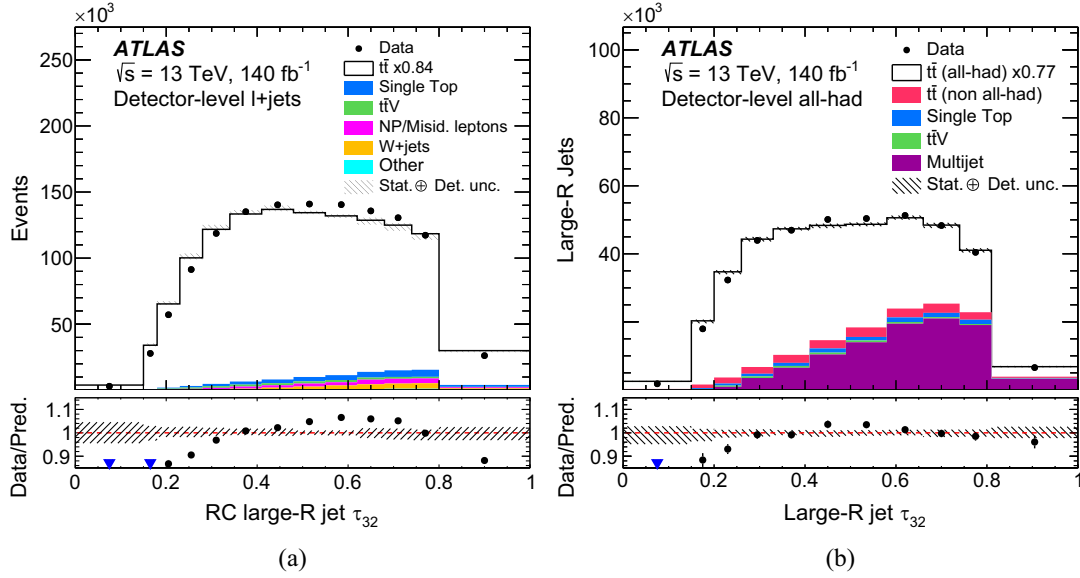 ×10³
250
200
150
100
50
Events
ATLAS
√s = 13 TeV, 140 fb⁻¹
Detector-level l+jets
Data
tt̄ x0.84
Single Top
tt̄V
NP/Misid. leptons
W+jets
Other
Stat.⊕ Det. unc.
1.1
1
0.9
Data/Pred.
0 0.2 0.4 0.6 0.8 1
RC large-R jet τ₃₂
(a)
×10³
100
80
60
40
Large-R Jets
ATLAS
√s = 13 TeV, 140 fb⁻¹
Detector-level all-had
Data
tt̄ (all-had) x0.77
tt̄ (non all-had)
Single Top
tt̄V
Multijet
Stat.⊕ Det. unc.
1.1
1
0.9
Data/Pred.
0 0.2 0.4 0.6 0.8 1
Large-R jet τ₃₂
(b)